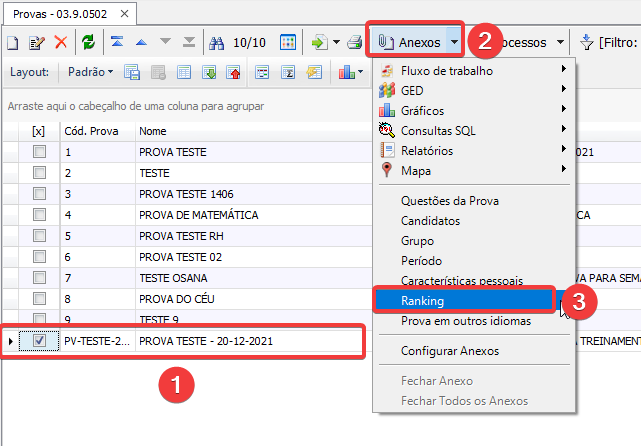 Provas - 03.9.0502
10/10
Anexos
2
ocessos
[Filtro:
Layout:
Padrão
Arraste aqui o cabeçalho de uma coluna para agrupar
[x]
Cód. Prova
Nome
1
PROVA TESTE
021
2
TESTE
3
PROVA TESTE 1406
4
PROVA DE MATEMÁTICA
ICA
5
PROVA TESTE RH
6
PROVA TESTE 02
7
TESTE OSANA
VA PARA SEMA
8
PROVA DO CÉU
9
TESTE 9
PV-TESTE-2...
PROVA TESTE - 20-12-2021
A TREINAMENT
1
Fluxo de trabalho
GED
Gráficos
Consultas SQL
Relatórios
Mapa
Questões da Prova
Candidatos
Grupo
Período
Características pessoais
Ranking
3
Prova em outros idiomas
Configurar Anexos
Fechar Anexo
Fechar Todos os Anexos